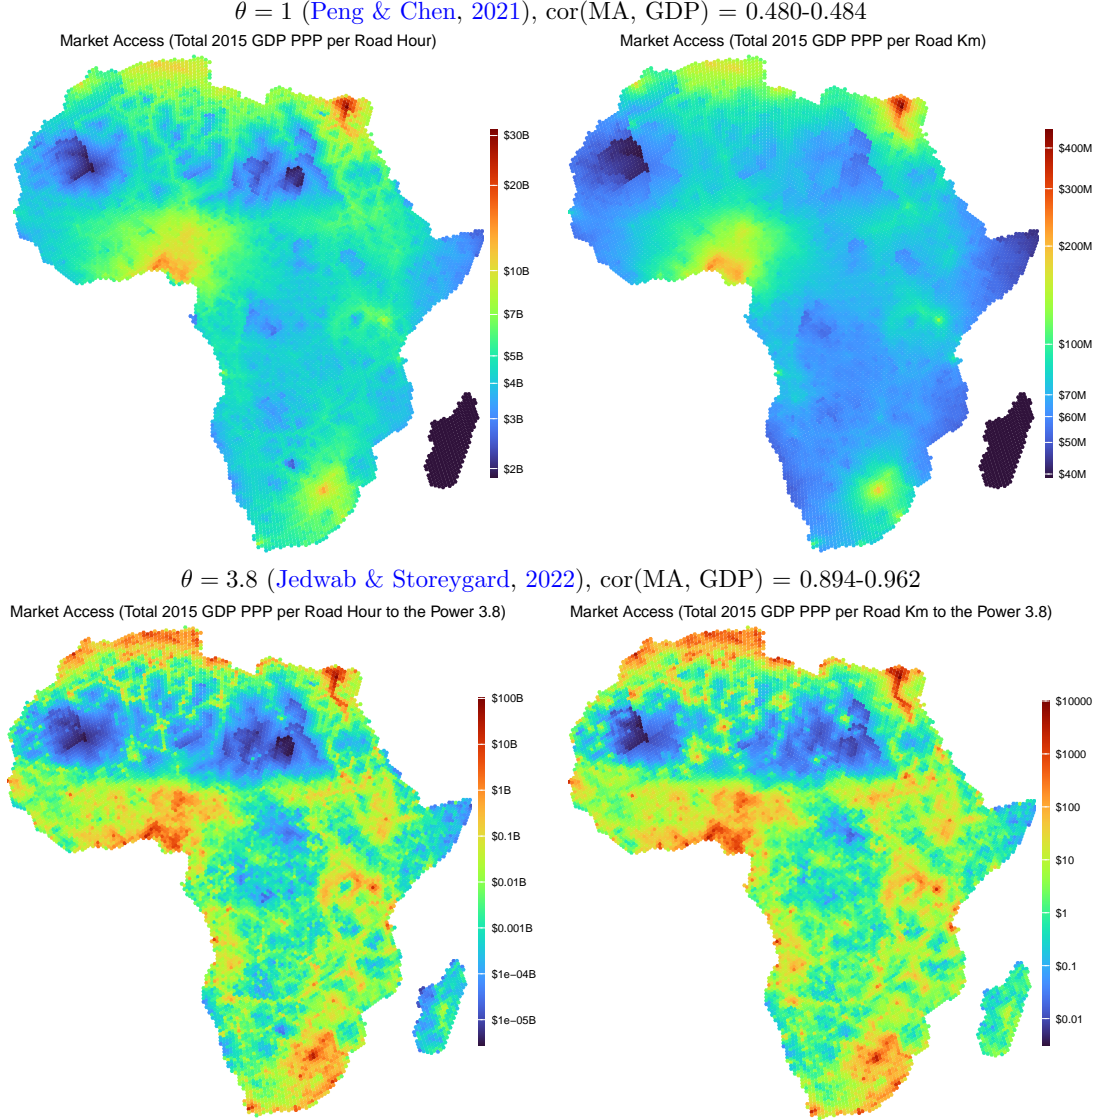 θ = 1 (Peng & Chen, 2021), cor(MA, GDP) = 0.480-0.484
Market Access (Total 2015 GDP PPP per Road Hour)
$30B
$20B
$10B
$7B
$5B
$4B
$3B
$2B
Market Access (Total 2015 GDP PPP per Road Km)
$400M
$300M
$200M
$100M
$70M
$60M
$50M
$40M
θ = 3.8 (Jedwab & Storeygard, 2022), cor(MA, GDP) = 0.894-0.962
Market Access (Total 2015 GDP PPP per Road Hour to the Power 3.8)
$100B
$10B
$1B
$0.1B
$0.01B
$0.001B
$1e−04B
$1e−05B
Market Access (Total 2015 GDP PPP per Road Km to the Power 3.8)
$10000
$1000
$100
$10
$1
$0.1
$0.01